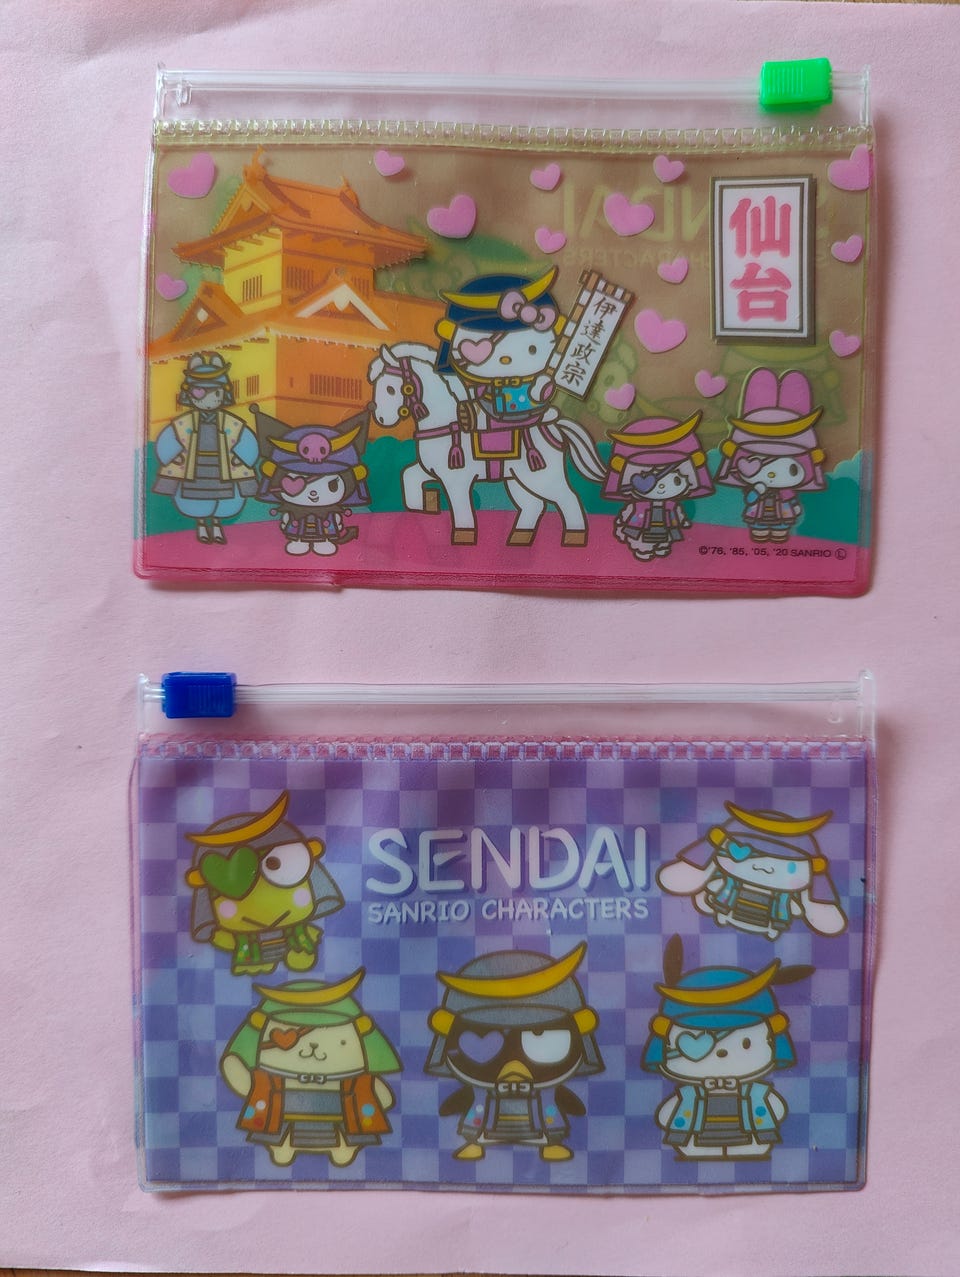 仙台
伊達政宗
©'76, '85, '05, '20 SANRIO Ⓛ
SENDAI
SANRIO CHARACTERS